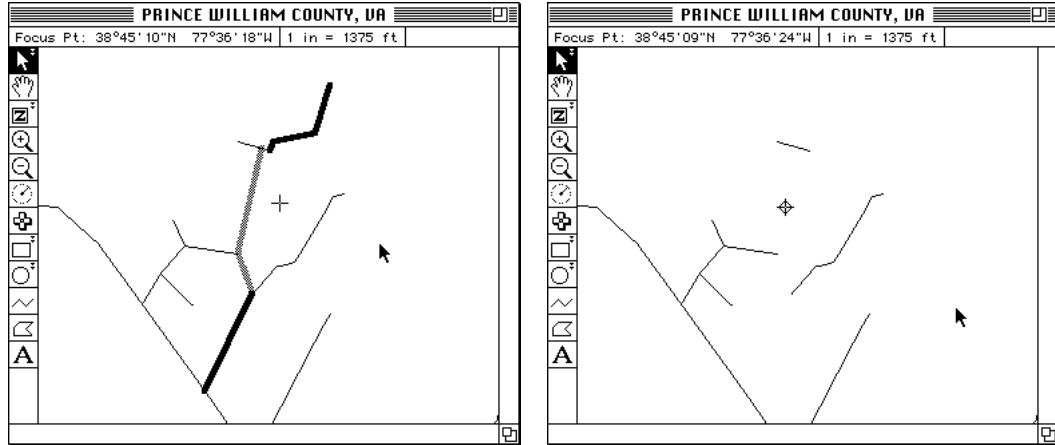 PRINCE WILLIAM COUNTY, VA
Focus Pt: 38°45'10"N 77°36'18"W 1 in = 1375 ft
Z
A
PRINCE WILLIAM COUNTY, VA
Focus Pt: 38°45'09"N 77°36'24"W 1 in = 1375 ft
Z
A